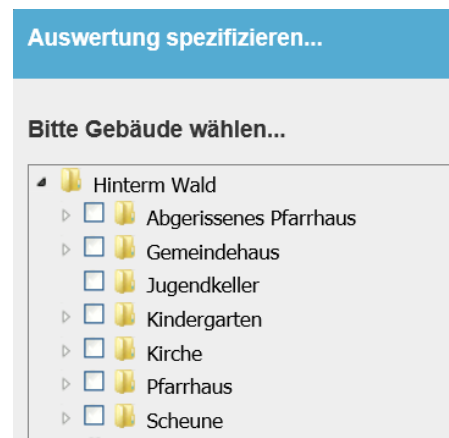 Auswertung spezifizieren...
Bitte Gebäude wählen...
Hinterm Wald
Abgerissenes Pfarrhaus
Gemeindehaus
Jugendkeller
Kindergarten
Kirche
Pfarrhaus
Scheune